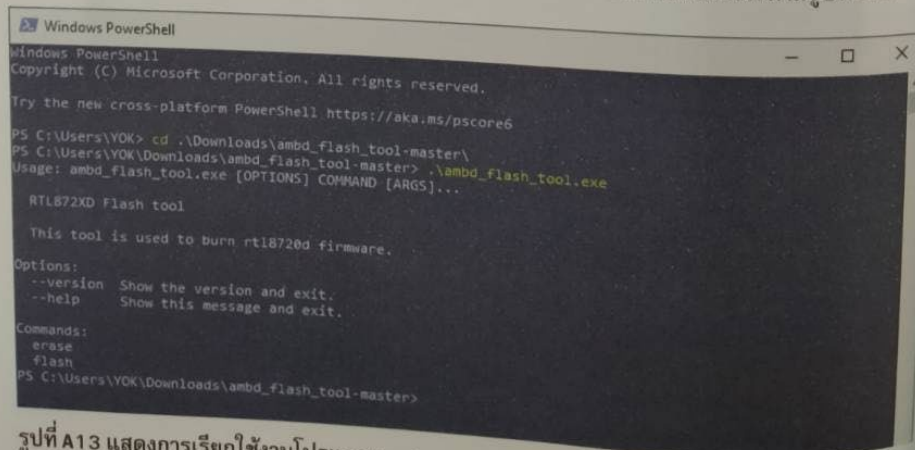 Windows PowerShell
Windows PowerShell
Copyright (C) Microsoft Corporation. All rights reserved.
Try the new cross-platform PowerShell https://aka.ms/pscore6
PS C:\Users\YOK> cd .\Downloads\ambd_flash_tool-master\
PS C:\Users\YOK\Downloads\ambd_flash_tool-master> .\ambd_flash_tool.exe
Usage: ambd_flash_tool.exe [OPTIONS] COMMAND [ARGS]...
RTL872XD Flash tool
This tool is used to burn rtl8720d firmware.
Options:
--version Show the version and exit.
--help Show this message and exit.
Commands:
erase
flash
PS C:\Users\YOK\Downloads\ambd_flash_tool-master>
รูปที่ A13 แสดงการเรียกใช้งาน